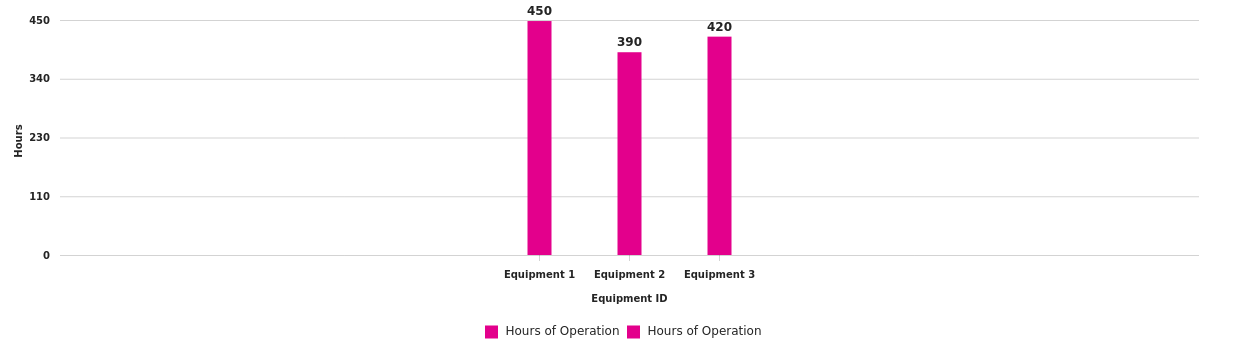 450
390
420
450
340
230
110
0
Hours
Equipment 1 Equipment 2 Equipment 3
Equipment ID
Hours of Operation Hours of Operation